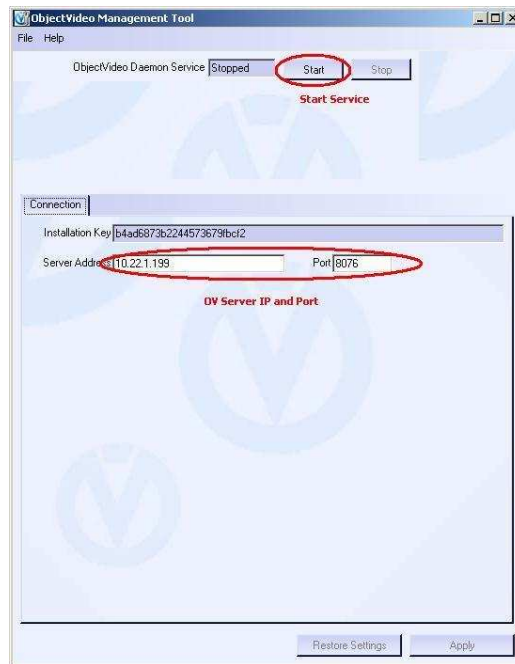 ObjectVideo Management Tool
File Help
ObjectVideo Daemon Service Stopped Start Stop
Start Service
Connection
Installation Key b4ad6873b2244573679fbcf2
Server Address 10.22.1.199 Port 8076
OV Server IP and Port
Restore Settings Apply